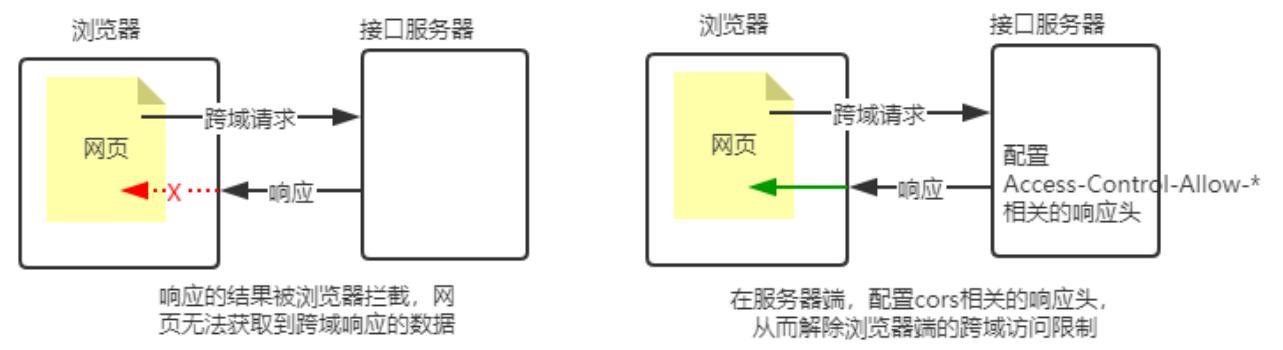 浏览器
接口服务器
网页
跨域请求
X
响应
响应的结果被浏览器拦截，网
页无法获取到跨域响应的数据
浏览器
接口服务器
网页
跨域请求
响应
配置
Access-Control-Allow-*
相关的响应头
在服务器端，配置cors相关的响应头，
从而解除浏览器端的跨域访问限制